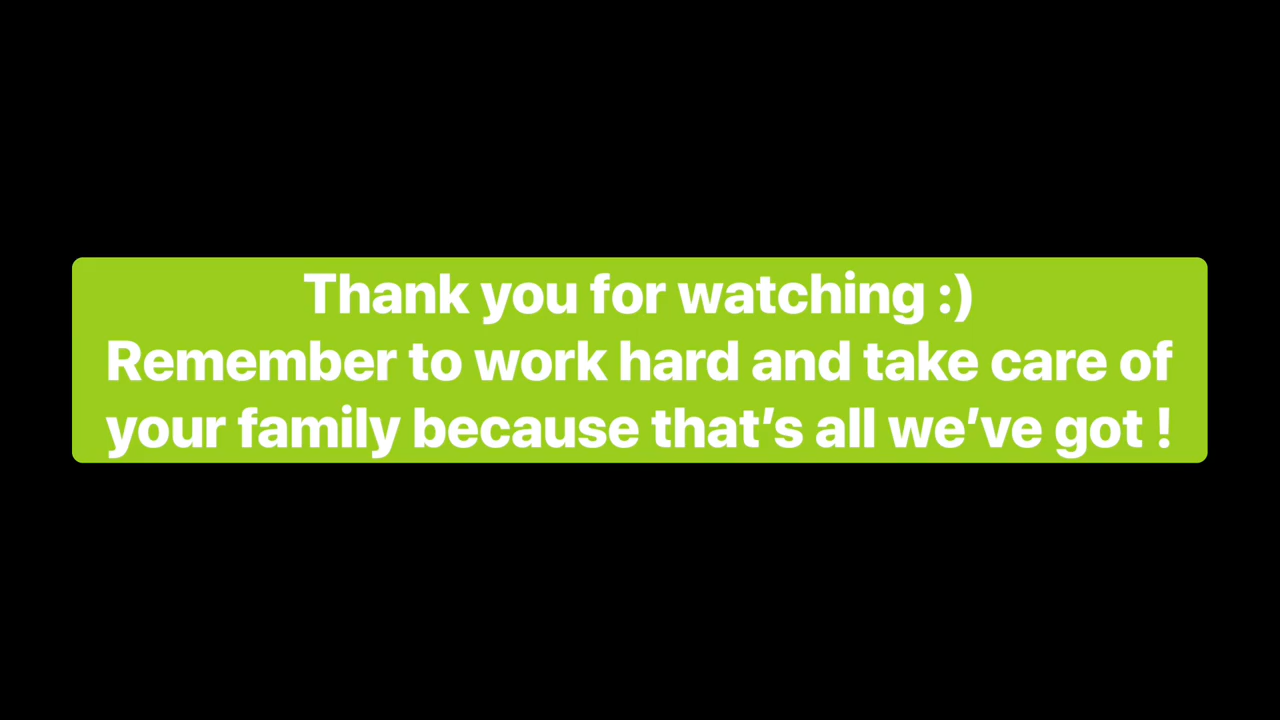 Thank you for watching :)
Remember to work hard and take care of
your family because that’s all we’ve got !